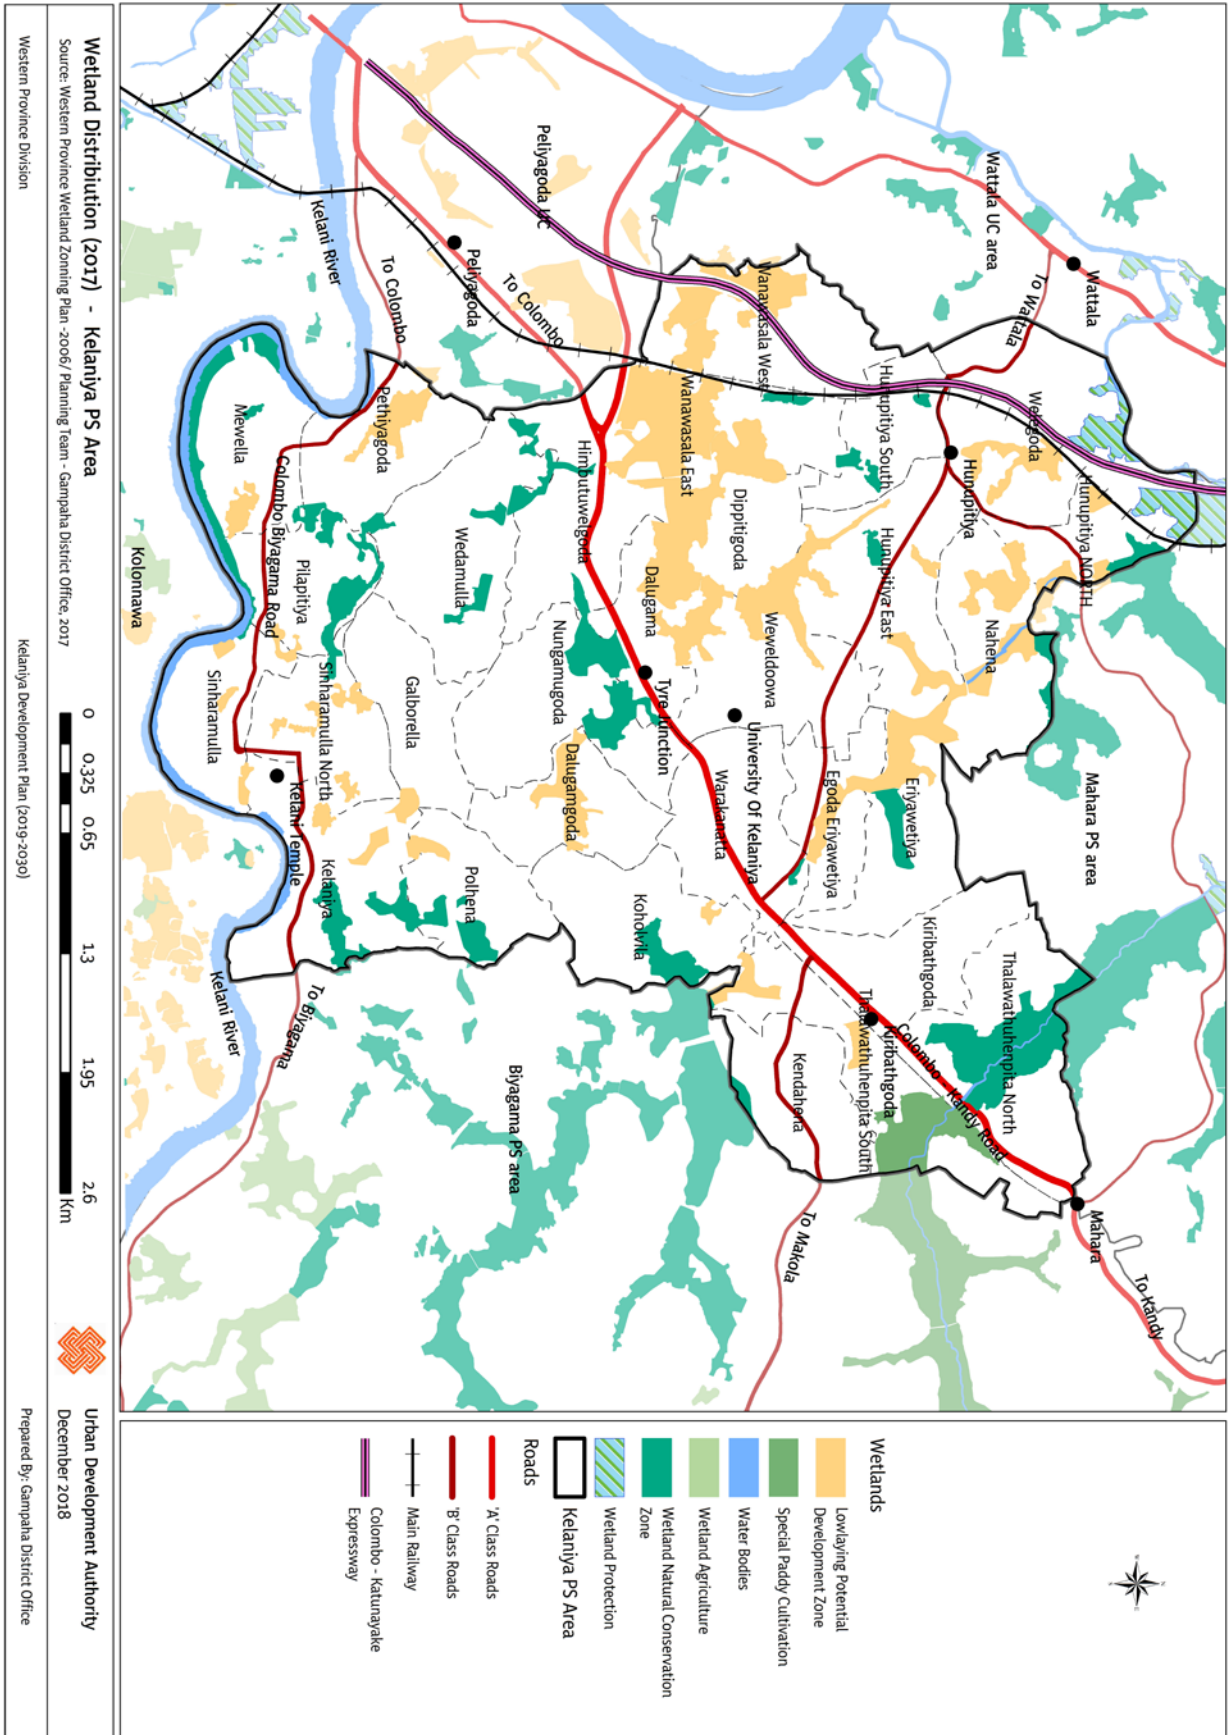 Wattala
Wattala UC area
To Wattala
Welegoda
Hunupitiya NORTH
Hunupitiya
Hunupitiya South
Hunupitiya East
Nahena
Mahara PS area
Peliyagoda UC
Peliyagoda
To Colombo
To Colombo
Wanawasala West
Wanawasala East
Dippitigoda
Dalugama
Weweldoowa
Himbutuwelgoda
Tyre Junction
University Of Kelaniya
Warakanatta
Egoda Eriyawetiya
Eriyawetiya
Kiribathgoda
Thalawathuhenpita North
Colombo - Kandy Road
Kiribathgoda
Thalawathuhenpita South
Mahara
To Kandy
Kendahena
To Makola
Kelani River
Pethiyagoda
Mewella
Colombo Biyagama Road
Pilapitiya
Wedamulla
Nungamugoda
Galborella
Dalugamgoda
Sinharamulla North
Sinharamulla
Kelani Temple
Kelaniya
Polhena
Koholvila
Biyagama PS area
To Biyagama
Kelani River
Kolonnawa
N
E
S
W
Wetlands
Lowlaying Potential
Development Zone
Special Paddy Cultivation
Water Bodies
Wetland Agriculture
Wetland Natural Conservation
Zone
Wetland Protection
Kelaniya PS Area
Roads
'A' Class Roads
'B' Class Roads
Main Railway
Colombo - Katunayake
Expressway
Wetland Distribiution (2017) - Kelaniya PS Area
Source: Western Province Wetland Zonning Plan -2006/ Planning Team - Gampaha District Office, 2017
0 0.325 0.65 1.3 1.95 2.6
Km
Urban Development Authority
December 2018
Western Province Division
Kelaniya Development Plan (2019-2030)
Prepared By: Gampaha District Office